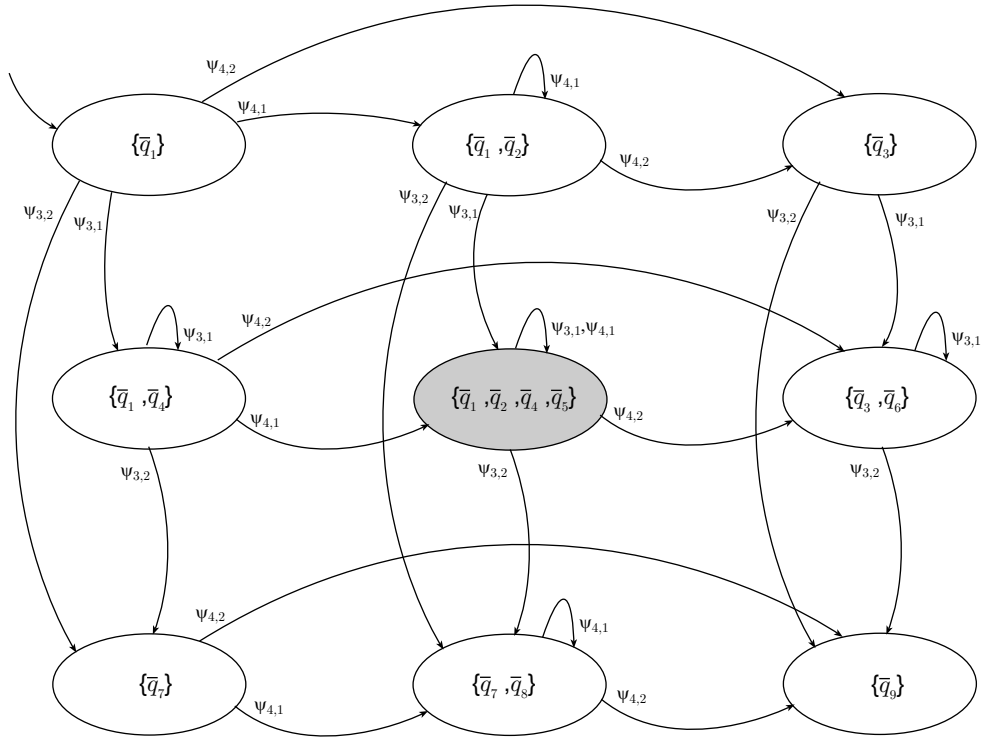 ψ₄,₂
ψ₄,₁
ψ₄,₁
{q̅₁}
{q̅₁ ,q̅₂}
{q̅₃}
ψ₄,₂
ψ₃,₂
ψ₃,₁
ψ₃,₂
ψ₃,₁
ψ₃,₂
ψ₃,₁
ψ₄,₂
ψ₃,₁
ψ₃,₁,ψ₄,₁
ψ₃,₁
{q̅₁ ,q̅₄}
{q̅₁ ,q̅₂ ,q̅₄ ,q̅₅}
{q̅₃ ,q̅₆}
ψ₄,₁
ψ₄,₂
ψ₃,₂
ψ₃,₂
ψ₃,₂
ψ₄,₂
ψ₄,₁
{q̅₇}
{q̅₇ ,q̅₈}
{q̅₉}
ψ₄,₁
ψ₄,₂